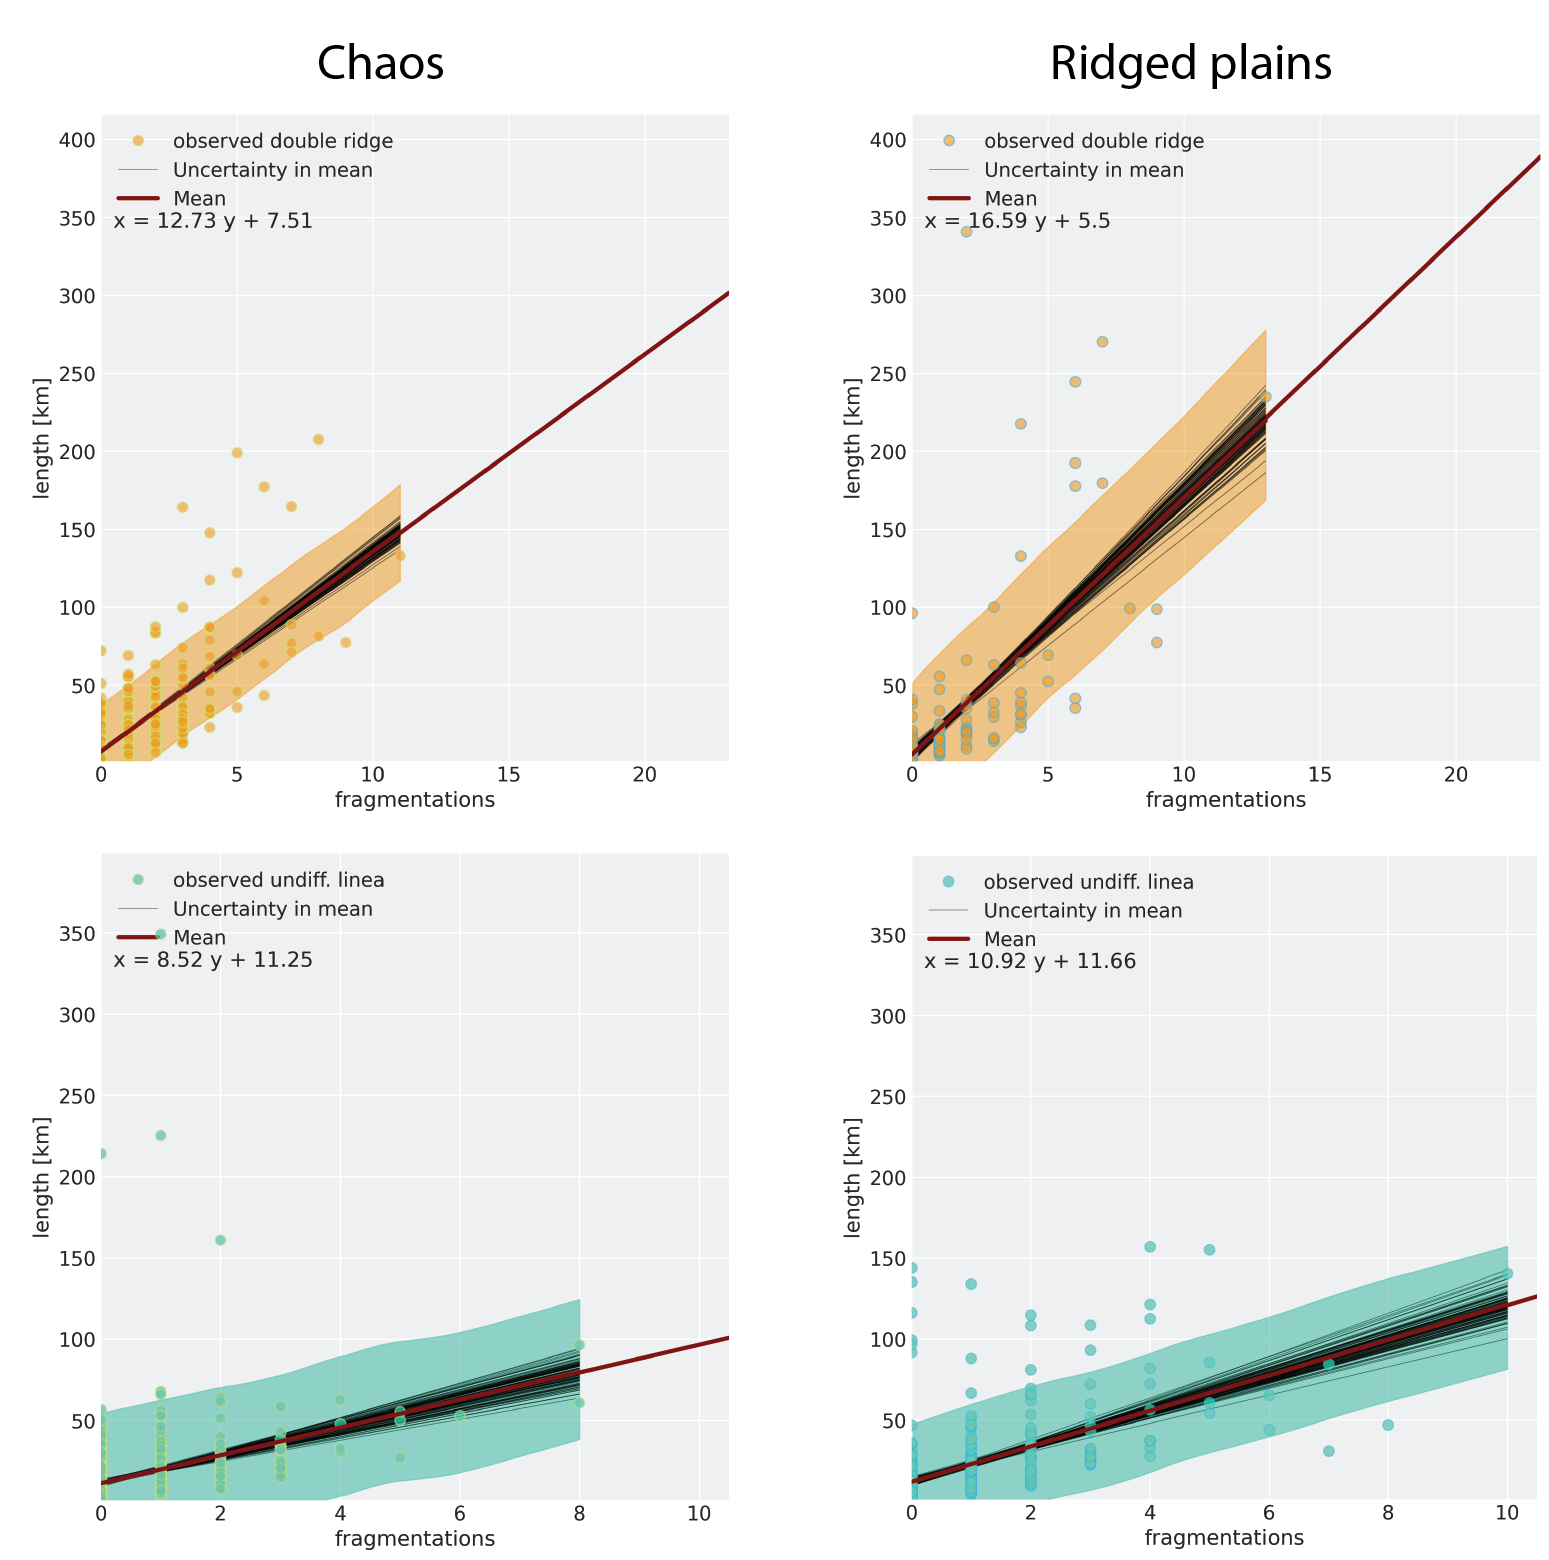 Chaos
Ridged plains
400
350
300
250
200
150
100
50
length [km]
observed double ridge
Uncertainty in mean
Mean
x = 12.73 y + 7.51
0 5 10 15 20
fragmentations
400
350
300
250
200
150
100
50
length [km]
observed double ridge
Uncertainty in mean
Mean
x = 16.59 y + 5.5
0 5 10 15 20
fragmentations
350
300
250
200
150
100
50
length [km]
observed undiff. linea
Uncertainty in mean
Mean
x = 8.52 y + 11.25
0 2 4 6 8 10
fragmentations
350
300
250
200
150
100
50
length [km]
observed undiff. linea
Uncertainty in mean
Mean
x = 10.92 y + 11.66
0 2 4 6 8 10
fragmentations